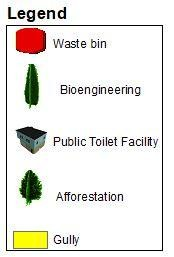 Legend
Waste bin
Bioengineering
Public Toilet Facility
Afforestation
Gully